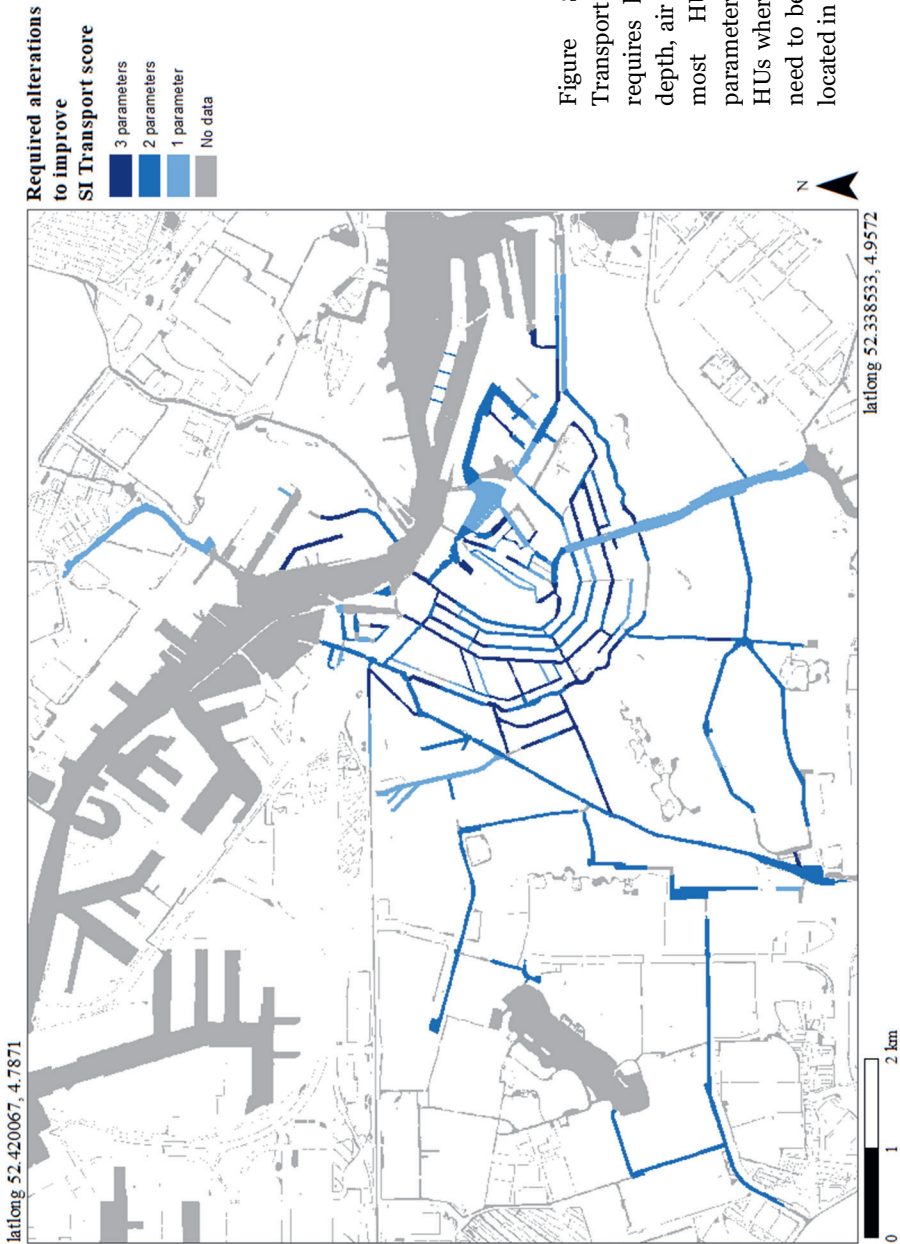 latlong 52.420067, 4.7871
Required alterations
to improve
SI Transport score
3 parameters
2 parameters
1 parameter
No data
N
0 1 2 km
latlong 52.338533, 4.9572
Figure
Transport
requires
depth, air
most HU
parameter
HUs wher
need to be
located in